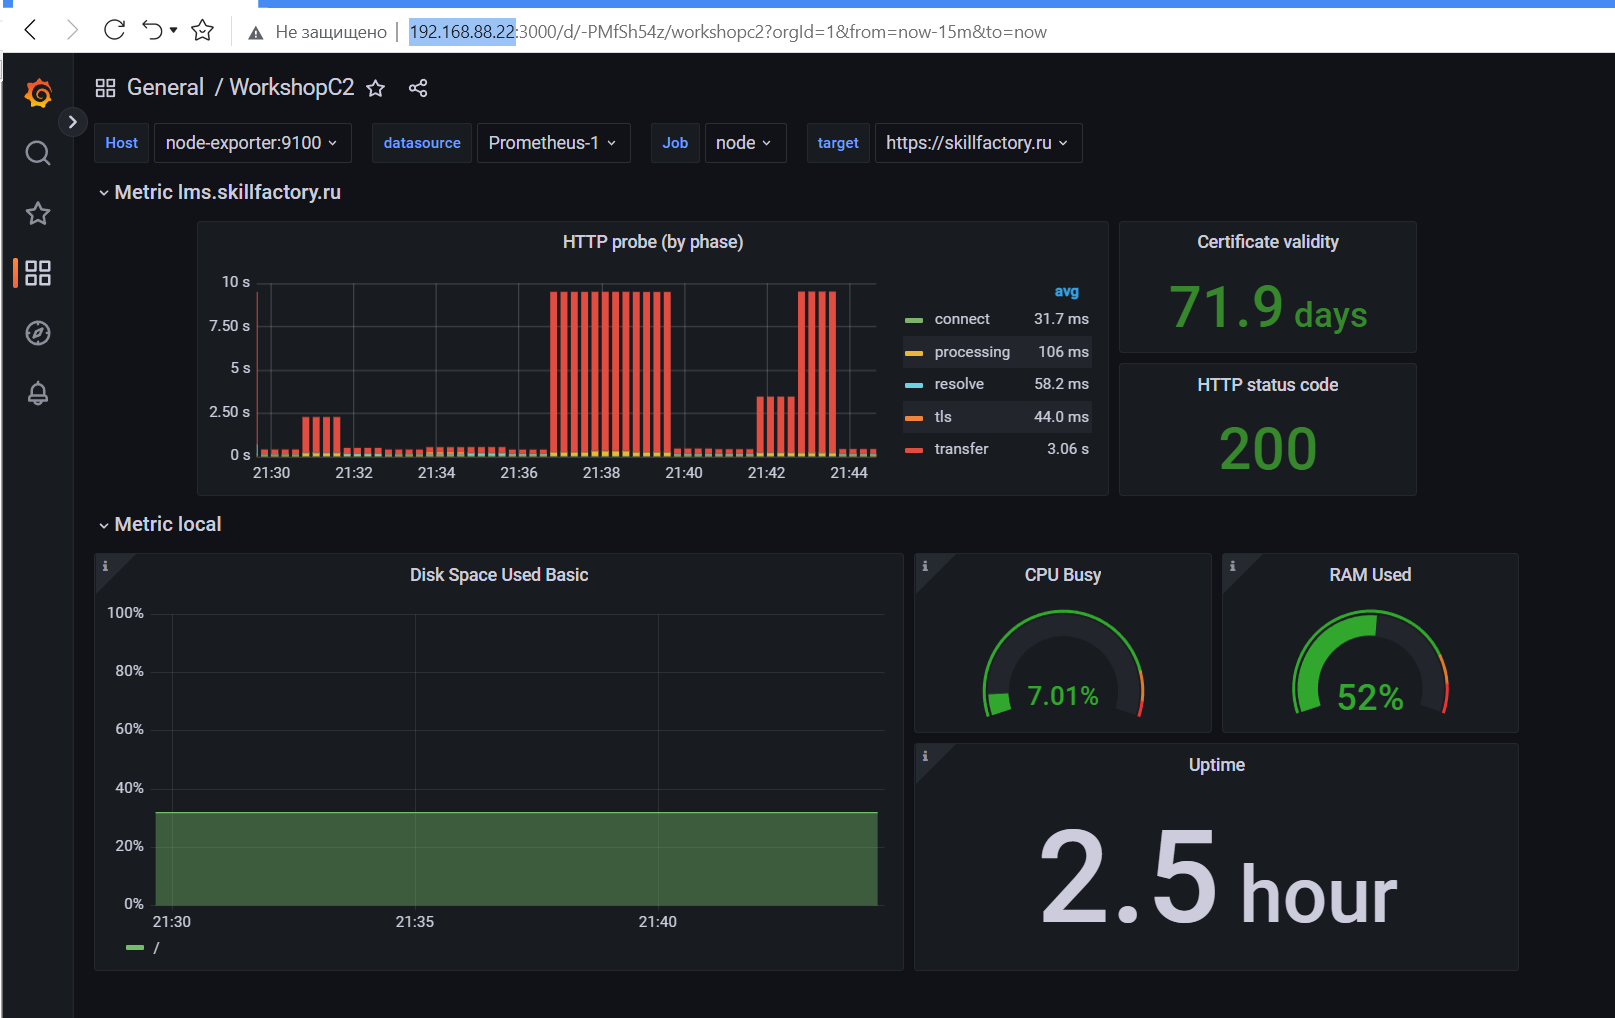 Не защищено | 192.168.88.22:3000/d/-PMfSh54z/workshopc2?orgId=1&from=now-15m&to=now
General / WorkshopC2
Host node-exporter:9100 datasource Prometheus-1 Job node target https://skillfactory.ru
Metric lms.skillfactory.ru
HTTP probe (by phase)
10 s
7.50 s
5 s
2.50 s
0 s
21:30 21:32 21:34 21:36 21:38 21:40 21:42 21:44
avg
connect 31.7 ms
processing 106 ms
resolve 58.2 ms
tls 44.0 ms
transfer 3.06 s
Certificate validity
71.9 days
HTTP status code
200
Metric local
i
Disk Space Used Basic
100%
80%
60%
40%
20%
0%
21:30 21:35 21:40
/
i
CPU Busy
7.01%
i
RAM Used
52%
i
Uptime
2.5 hour